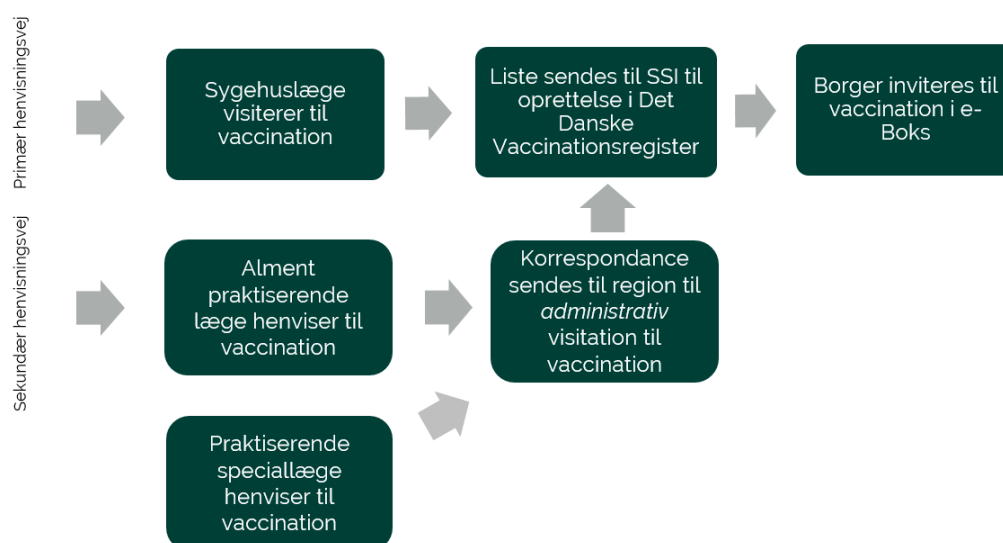 Primær henvisningsvej
Sygehuslæge
visiterer til
vaccination
Liste sendes til SSI til
oprettelse i Det
Danske
Vaccinationsregister
Borger inviteres til
vaccination i e-
Boks
Sekundær henvisningsvej
Alment
praktiserende
læge henviser til
vaccination
Korrespondance
sendes til region til
administrativ
visitation til
vaccination
Praktiserende
speciallæge
henviser til
vaccination